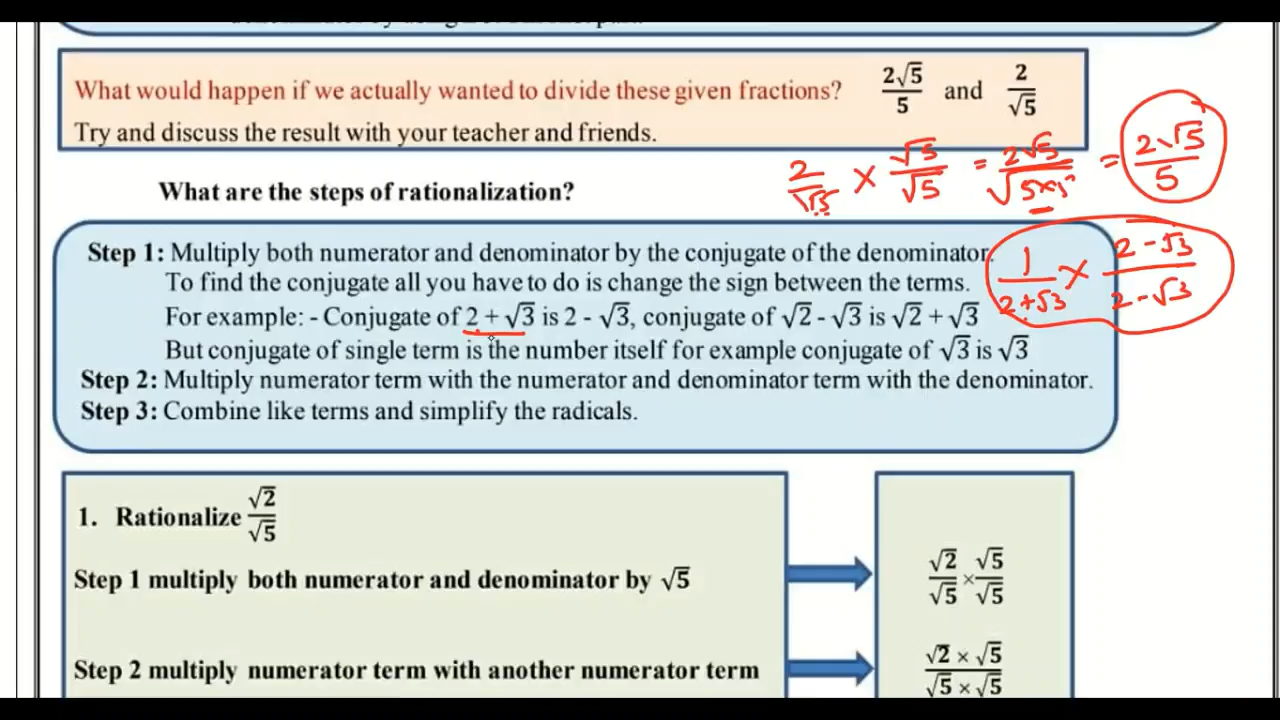 What would happen if we actually wanted to divide these given fractions? 2√5/5 and 2/√5
Try and discuss the result with your teacher and friends.
2/√5 × √5/√5 = 2√5/√5×5 = 2√5/5
What are the steps of rationalization?
Step 1: Multiply both numerator and denominator by the conjugate of the denominator.
To find the conjugate all you have to do is change the sign between the terms.
1/2+√3 × 2-√3/2-√3
For example: - Conjugate of 2 + √3 is 2 - √3, conjugate of √2 - √3 is √2 + √3
But conjugate of single term is the number itself for example conjugate of √3 is √3
Step 2: Multiply numerator term with the numerator and denominator term with the denominator.
Step 3: Combine like terms and simplify the radicals.
1. Rationalize √2/√5
Step 1 multiply both numerator and denominator by √5
√2/√5 × √5/√5
Step 2 multiply numerator term with another numerator term
√2 × √5/√5 × √5